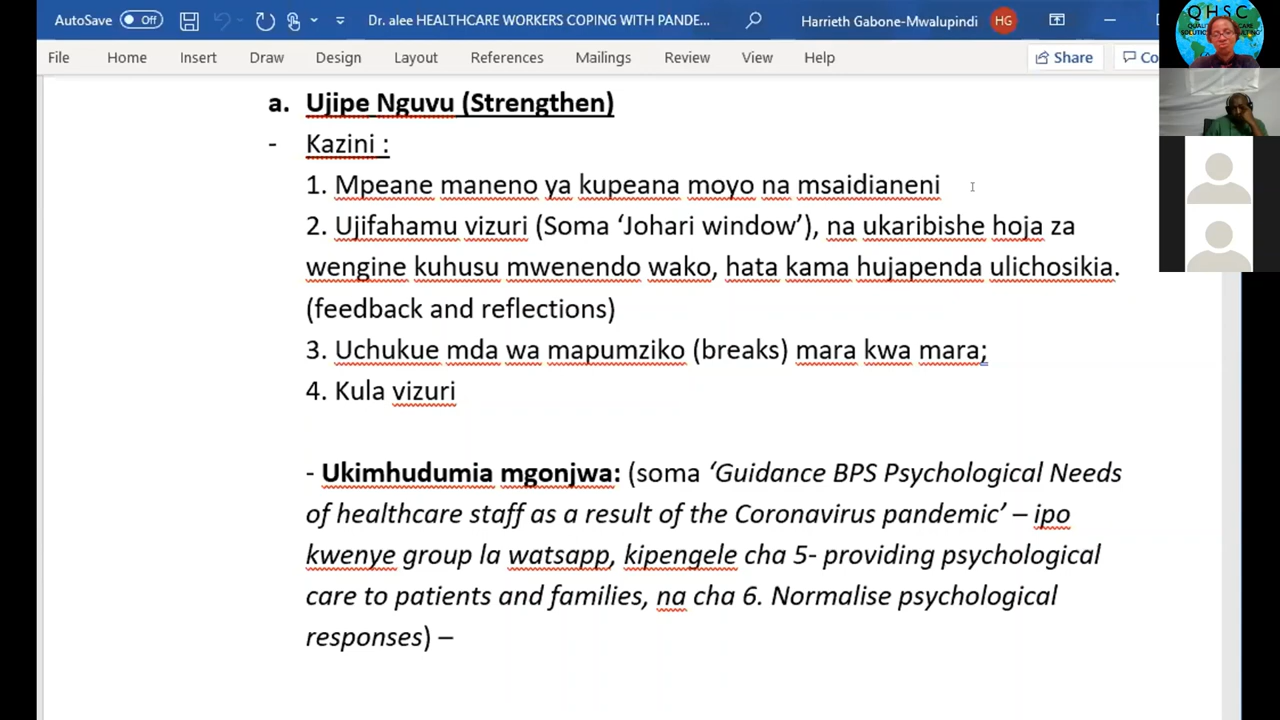 AutoSave Off Dr. alee HEALTHCARE WORKERS COPING WITH PANDE... Harrieth Gabone-Mwalupindi HG
File Home Insert Draw Design Layout References Mailings Review View Help Share Co
QHSC
a. Ujipe Nguvu (Strengthen)
- Kazini :
1. Mpeane maneno ya kupeana moyo na msaidianeni
2. Ujifahamu vizuri (Soma ‘Johari window’), na ukaribishe hoja za
wengine kuhusu mwenendo wako, hata kama hujapenda ulichosikia.
(feedback and reflections)
3. Uchukue mda wa mapumziko (breaks) mara kwa mara;
4. Kula vizuri
- Ukimhudumia mgonjwa: (soma ‘Guidance BPS Psychological Needs
of healthcare staff as a result of the Coronavirus pandemic’ – ipo
kwenye group la watsapp, kipengele cha 5- providing psychological
care to patients and families, na cha 6. Normalise psychological
responses) –